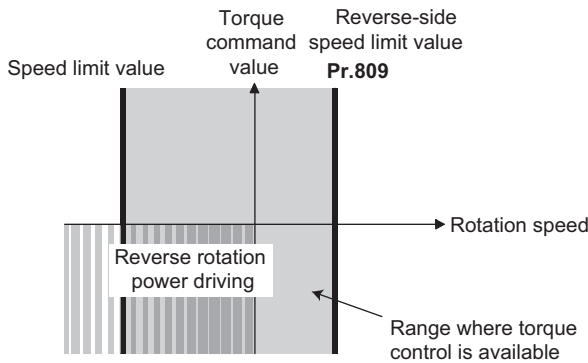 Torque
command
value
Reverse-side
speed limit value
Pr.809
Speed limit value
Rotation speed
Reverse rotation
power driving
Range where torque
control is available